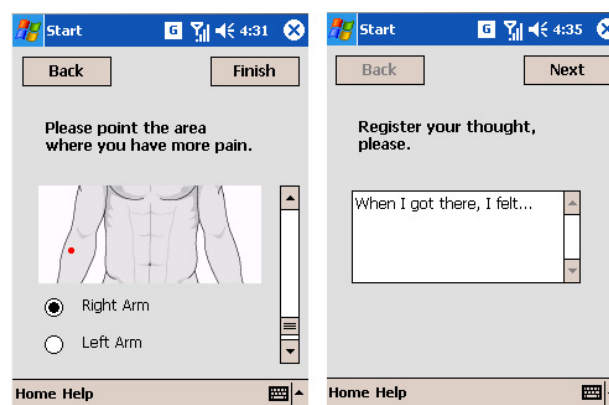 Start G 4:31
Back Finish
Please point the area
where you have more pain.
Right Arm
Left Arm
Home Help
Start G 4:35
Back Next
Register your thought,
please.
When I got there, I felt...
Home Help